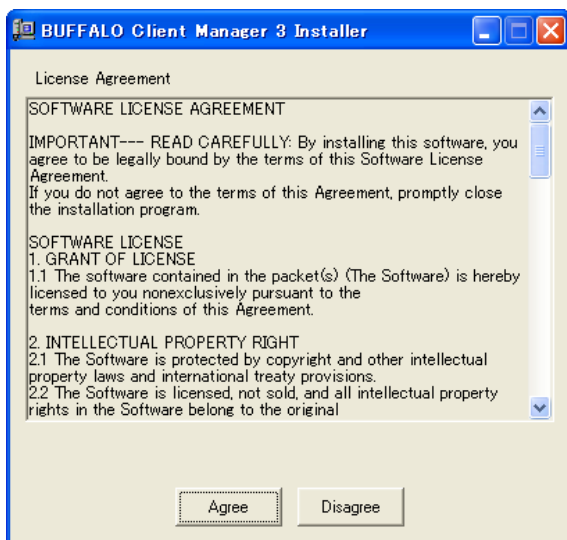 BUFFALO Client Manager 3 Installer
License Agreement
SOFTWARE LICENSE AGREEMENT
IMPORTANT--- READ CAREFULLY: By installing this software, you
agree to be legally bound by the terms of this Software License
Agreement.
If you do not agree to the terms of this Agreement, promptly close
the installation program.
SOFTWARE LICENSE
1. GRANT OF LICENSE
1.1 The software contained in the packet(s) (The Software) is hereby
licensed to you nonexclusively pursuant to the
terms and conditions of this Agreement.
2. INTELLECTUAL PROPERTY RIGHT
2.1 The Software is protected by copyright and other intellectual
property laws and international treaty provisions.
2.2 The Software is licensed, not sold, and all intellectual property
rights in the Software belong to the original
Agree
Disagree